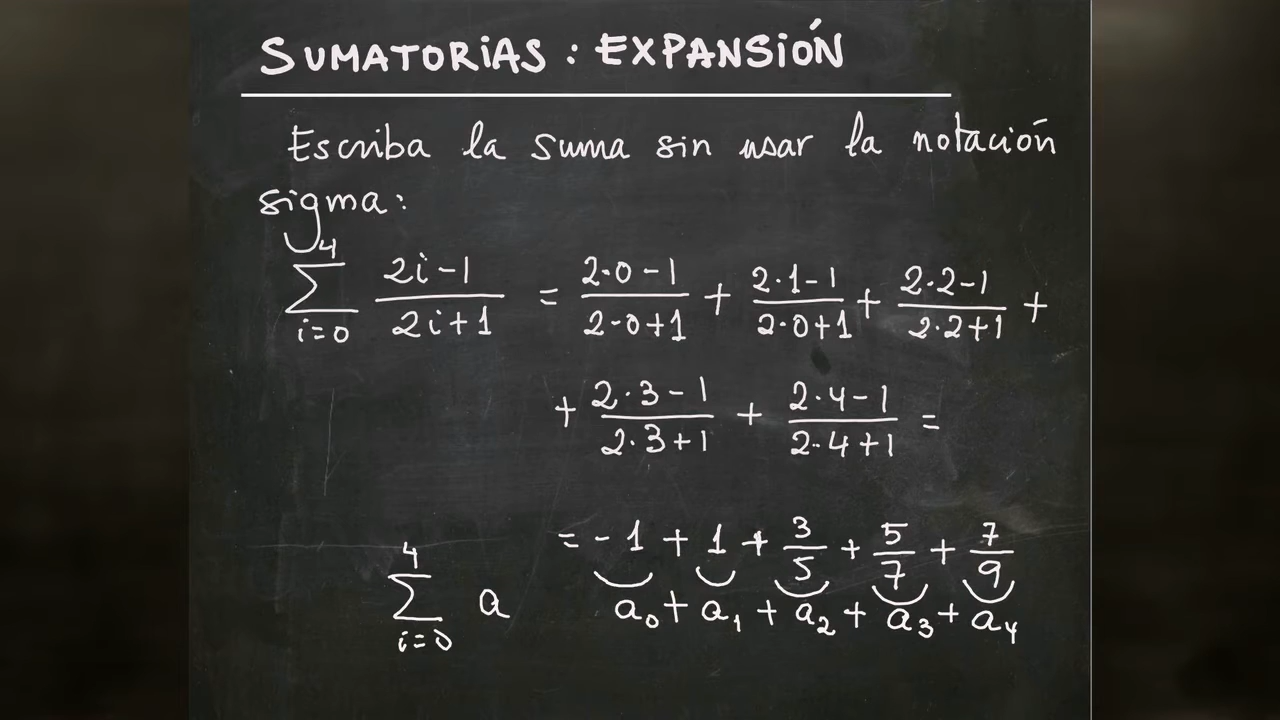 SUMATORIAS: EXPANSIÓN
Escriba la suma sin usar la notación
sigma:
∑_{i=0}^{4} (2i-1)/(2i+1) = (2·0-1)/(2·0+1) + (2·1-1)/(2·0+1) + (2·2-1)/(2·2+1) +
+ (2·3-1)/(2·3+1) + (2·4-1)/(2·4+1) =
= -1 + 1 + 3/5 + 5/7 + 7/9
∑_{i=0}^{4} a a₀ + a₁ + a₂ + a₃ + a₄